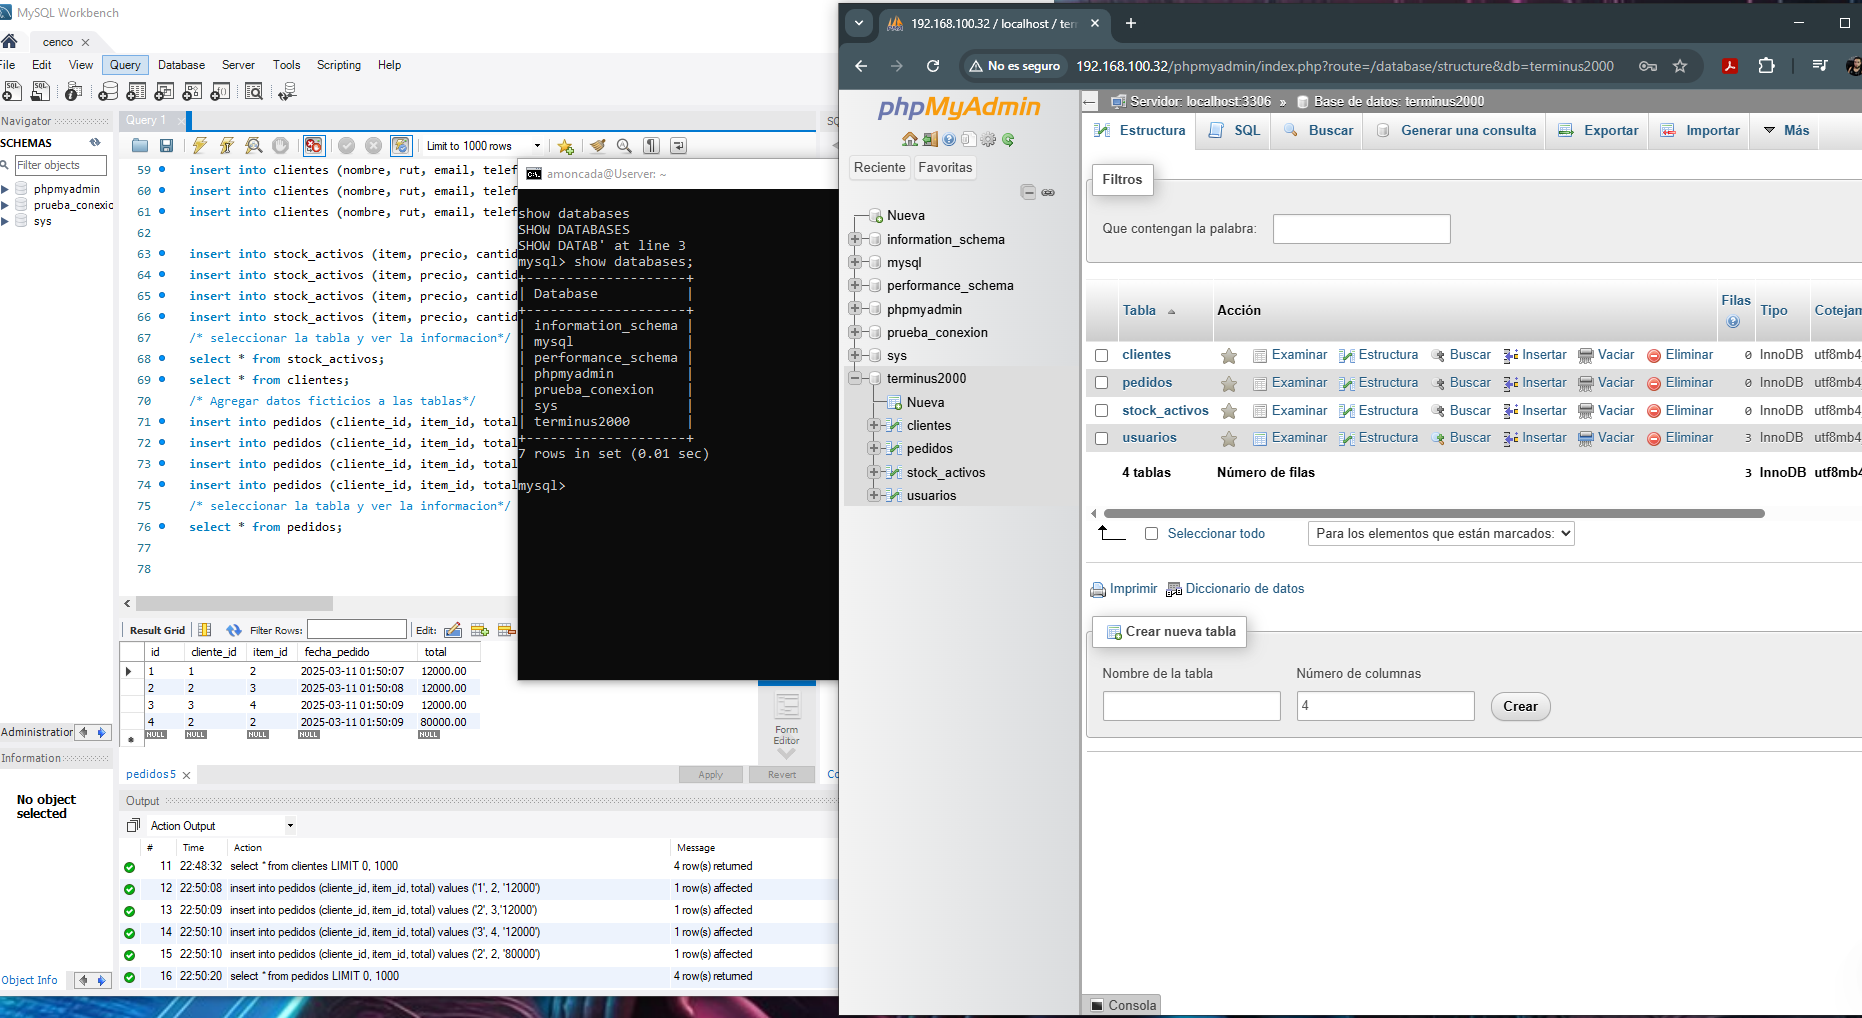 MySQL Workbench
cenco
File Edit View Query Database Server Tools Scripting Help
Navigator
SCHEMAS
Filter objects
phpmyadmin
prueba_conexio
sys
Administration
Information
No object
selected
Object Info
Query 1
SQ
Limit to 1000 rows
59 insert into clientes (nombre, rut, email, telef
60 insert into clientes (nombre, rut, email, telef
61 insert into clientes (nombre, rut, email, telef
62
63 insert into stock_activos (item, precio, cantid
64 insert into stock_activos (item, precio, cantid
65 insert into stock_activos (item, precio, cantid
66 insert into stock_activos (item, precio, cantid
67 /* seleccionar la tabla y ver la informacion*/
68 select * from stock_activos;
69 select * from clientes;
70 /* Agregar datos ficticios a las tablas*/
71 insert into pedidos (cliente_id, item_id, total
72 insert into pedidos (cliente_id, item_id, total
73 insert into pedidos (cliente_id, item_id, total
74 insert into pedidos (cliente_id, item_id, total
75 /* seleccionar la tabla y ver la informacion*/
76 select * from pedidos;
77
78
Result Grid Filter Rows: Edit:
id cliente_id item_id fecha_pedido total
1 1 2 2025-03-11 01:50:07 12000.00
2 2 3 2025-03-11 01:50:08 12000.00
3 3 4 2025-03-11 01:50:09 12000.00
4 2 2 2025-03-11 01:50:09 80000.00
NULL NULL NULL NULL NULL
Form
Editor
pedidos 5
Apply Revert Co
Output
Action Output
# Time Action Message
11 22:48:32 select * from clientes LIMIT 0, 1000 4 row(s) returned
12 22:50:08 insert into pedidos (cliente_id, item_id, total) values ('1', 2, '12000') 1 row(s) affected
13 22:50:09 insert into pedidos (cliente_id, item_id, total) values ('2', 3,'12000') 1 row(s) affected
14 22:50:10 insert into pedidos (cliente_id, item_id, total) values ('3', 4, '12000') 1 row(s) affected
15 22:50:10 insert into pedidos (cliente_id, item_id, total) values ('2', 2, '80000') 1 row(s) affected
16 22:50:20 select * from pedidos LIMIT 0, 1000 4 row(s) returned
amoncada@Userver: ~
show databases
SHOW DATABASES
SHOW DATAB' at line 3
mysql> show databases;
+--------------------+
| Database           |
+--------------------+
| information_schema |
| mysql              |
| performance_schema |
| phpmyadmin         |
| prueba_conexion    |
| sys                |
| terminus2000       |
+--------------------+
7 rows in set (0.01 sec)
mysql>
192.168.100.32 / localhost / ter
No es seguro 192.168.100.32/phpmyadmin/index.php?route=/database/structure&db=terminus2000
phpMyAdmin
Reciente Favoritas
Nueva
information_schema
mysql
performance_schema
phpmyadmin
prueba_conexion
sys
terminus2000
Nueva
clientes
pedidos
stock_activos
usuarios
Servidor: localhost:3306 » Base de datos: terminus2000
Estructura SQL Buscar Generar una consulta Exportar Importar Más
Filtros
Que contengan la palabra:
Tabla Acción Filas Tipo Cotejam
clientes Examinar Estructura Buscar Insertar Vaciar Eliminar 0 InnoDB utf8mb4
pedidos Examinar Estructura Buscar Insertar Vaciar Eliminar 0 InnoDB utf8mb4
stock_activos Examinar Estructura Buscar Insertar Vaciar Eliminar 0 InnoDB utf8mb4
usuarios Examinar Estructura Buscar Insertar Vaciar Eliminar 3 InnoDB utf8mb4
4 tablas Número de filas 3 InnoDB utf8mb4
Seleccionar todo Para los elementos que están marcados:
Imprimir Diccionario de datos
Crear nueva tabla
Nombre de la tabla Número de columnas
4 Crear
Consola